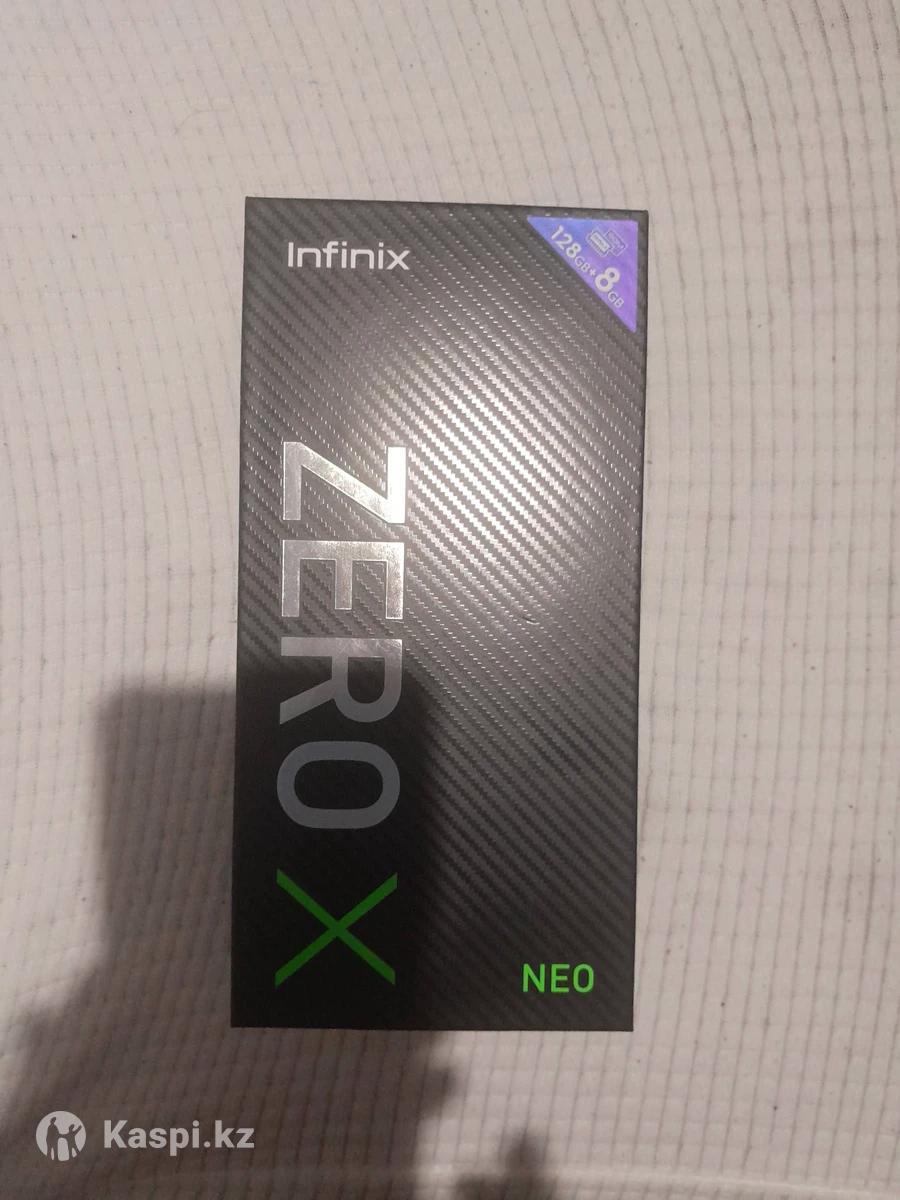 Infinix
128GB+8GB
ZERO X
NEO
Kaspi.kz